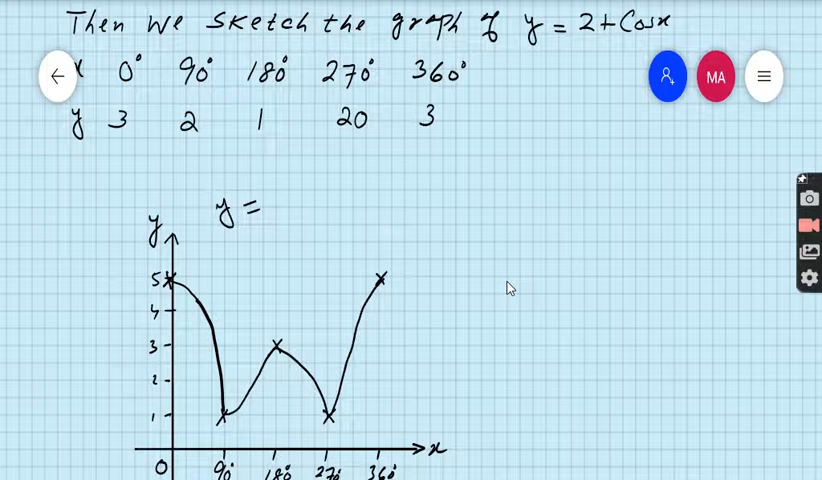 Then we sketch the graph of y = 2 + Cosx
x 0° 90° 180° 270° 360°
y 3 2 1 20 3
MA
y =
y
5
4
3
2
1
0 90° 180° 270° 360° x